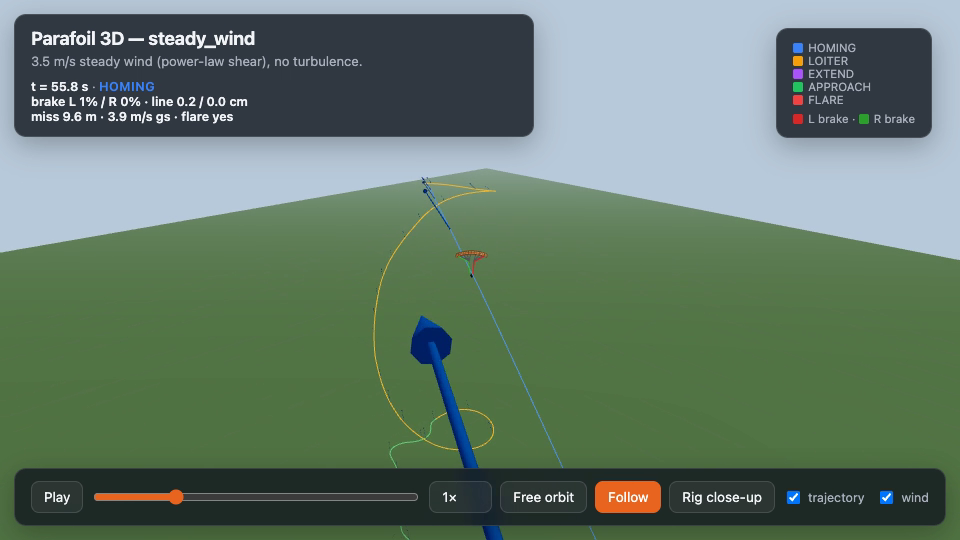 Parafoil 3D — steady_wind
3.5 m/s steady wind (power-law shear), no turbulence.
t = 55.8 s · HOMING
brake L 1% / R 0% · line 0.2 / 0.0 cm
miss 9.6 m · 3.9 m/s gs · flare yes
HOMING
LOITER
EXTEND
APPROACH
FLARE
L brake · R brake
Play 1× Free orbit Follow Rig close-up trajectory wind